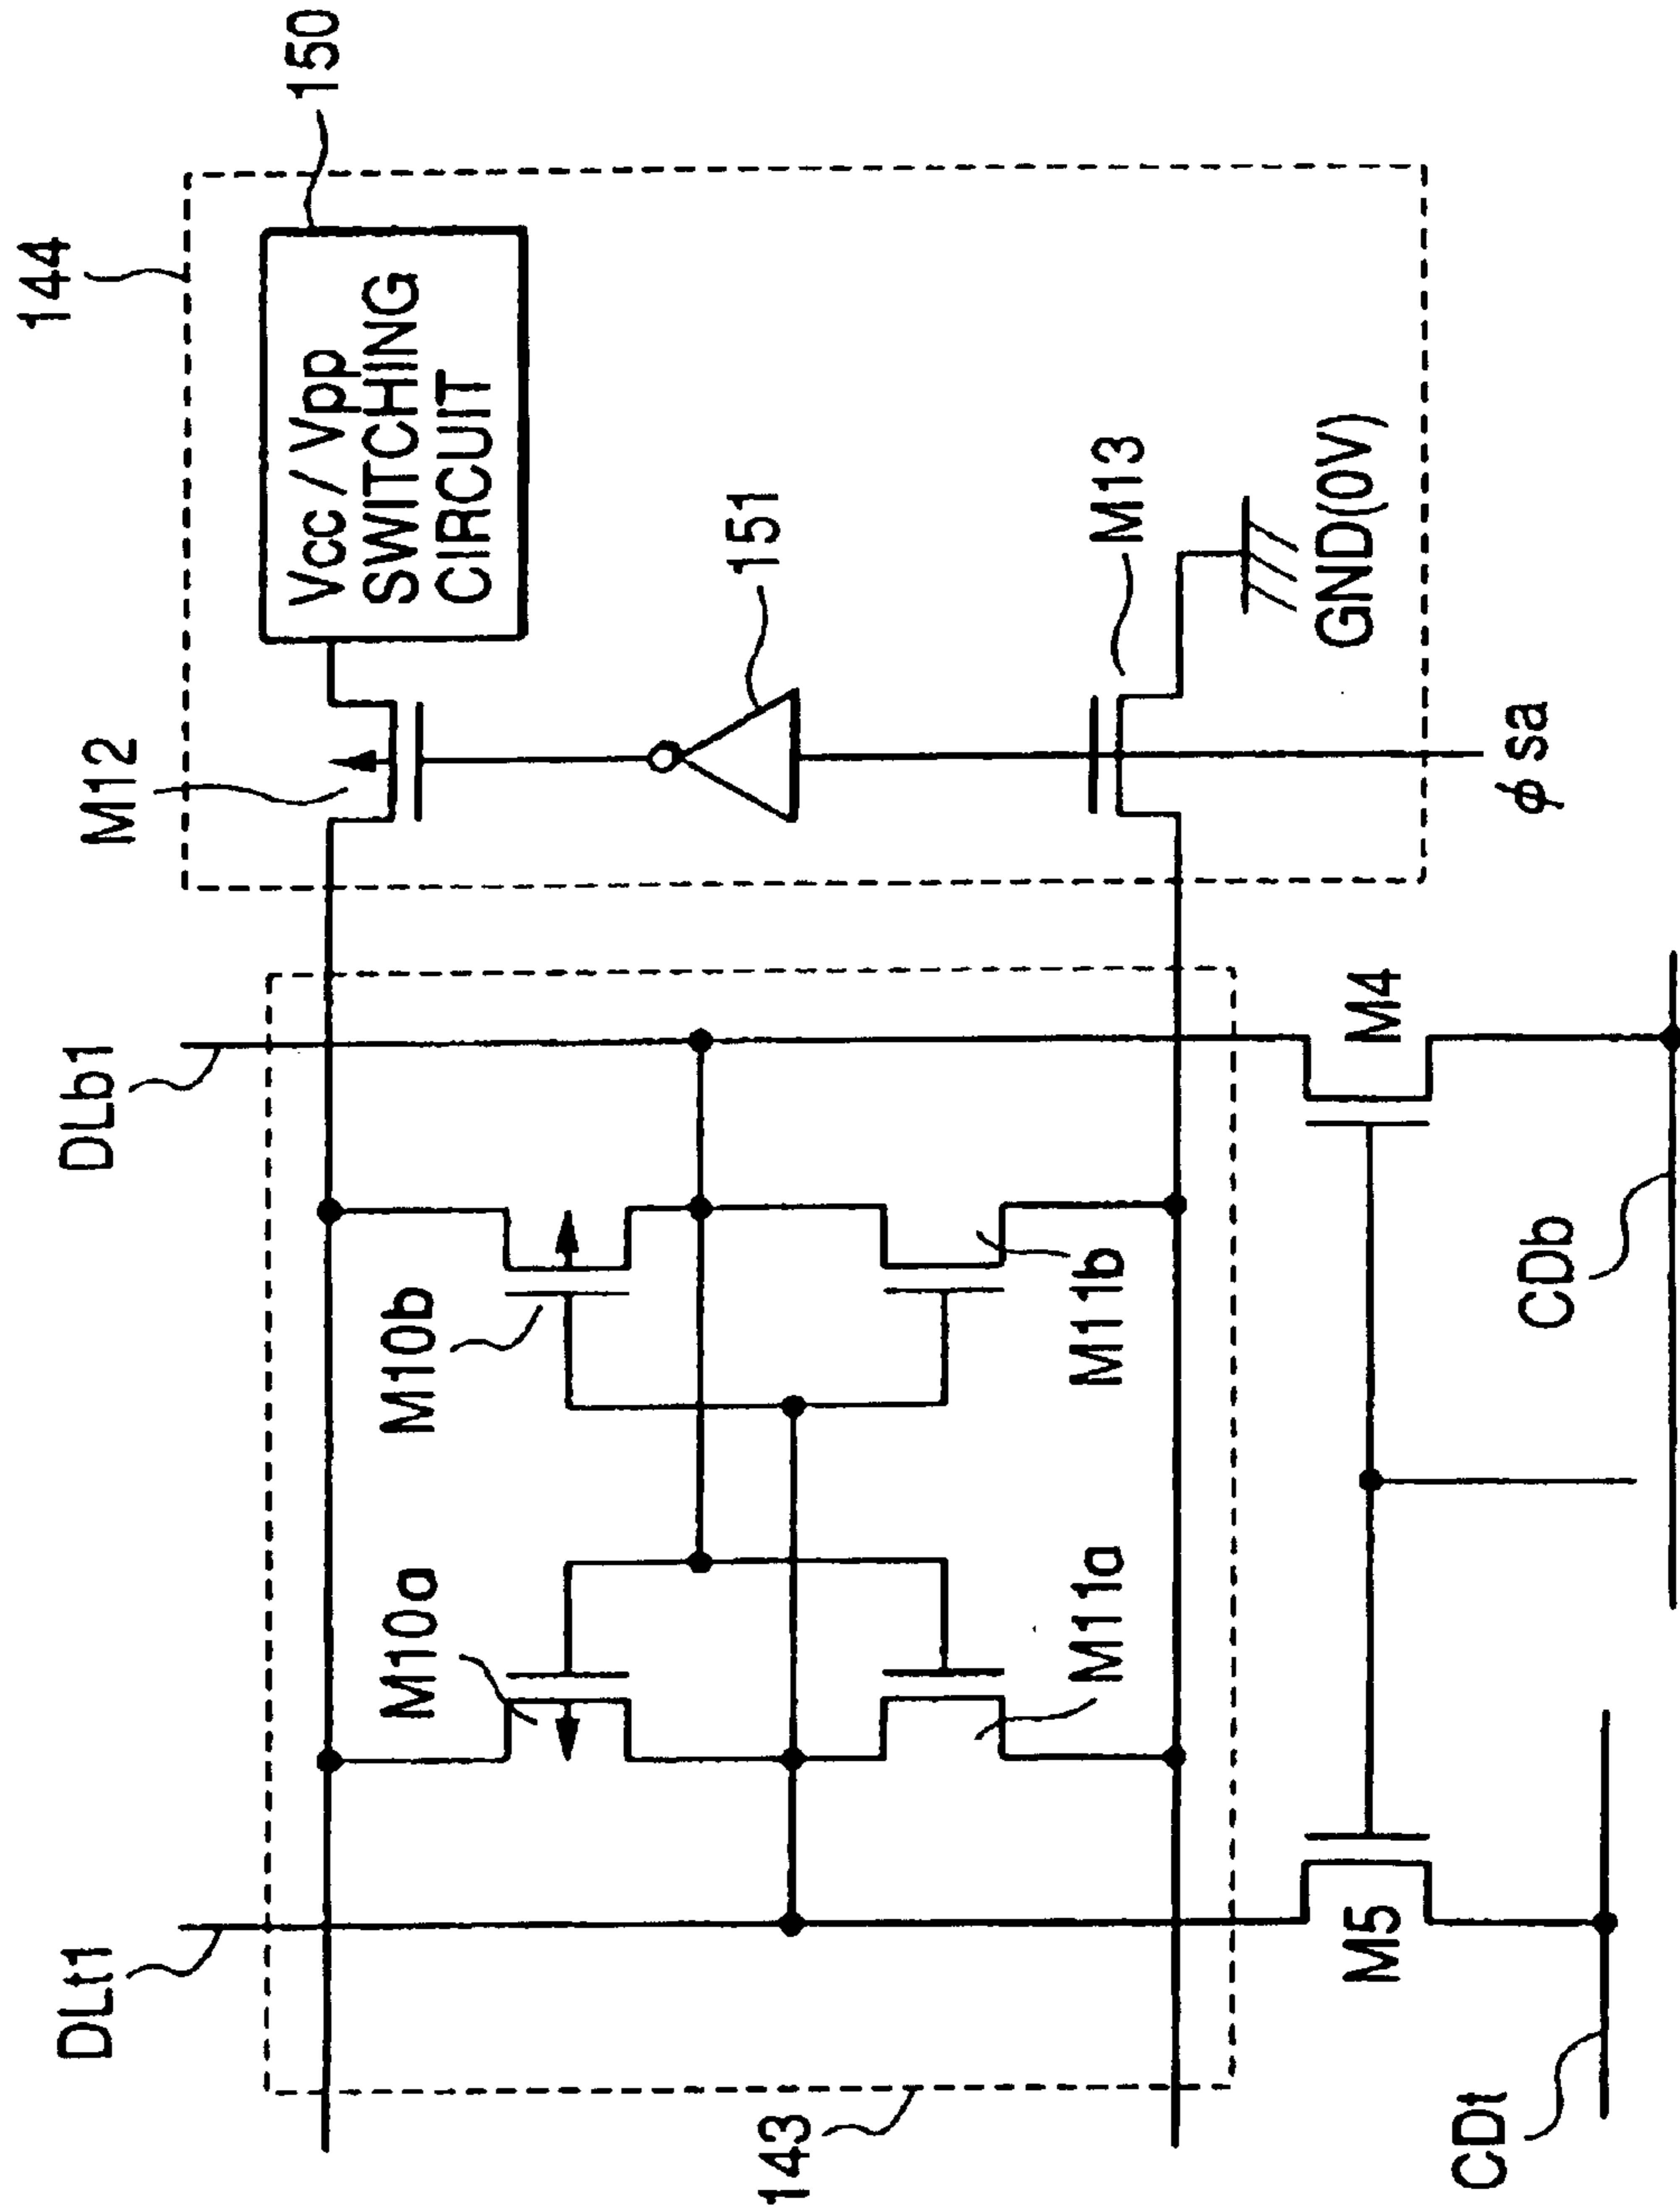 144
150
M12
Vcc/Vpp
SWITCHING
CIRCUIT
151
M13
GND(0V)
φsa
DLt1
DLb1
M10a
M10b
M11a
M11b
143
M5
M4
CDt
CDb